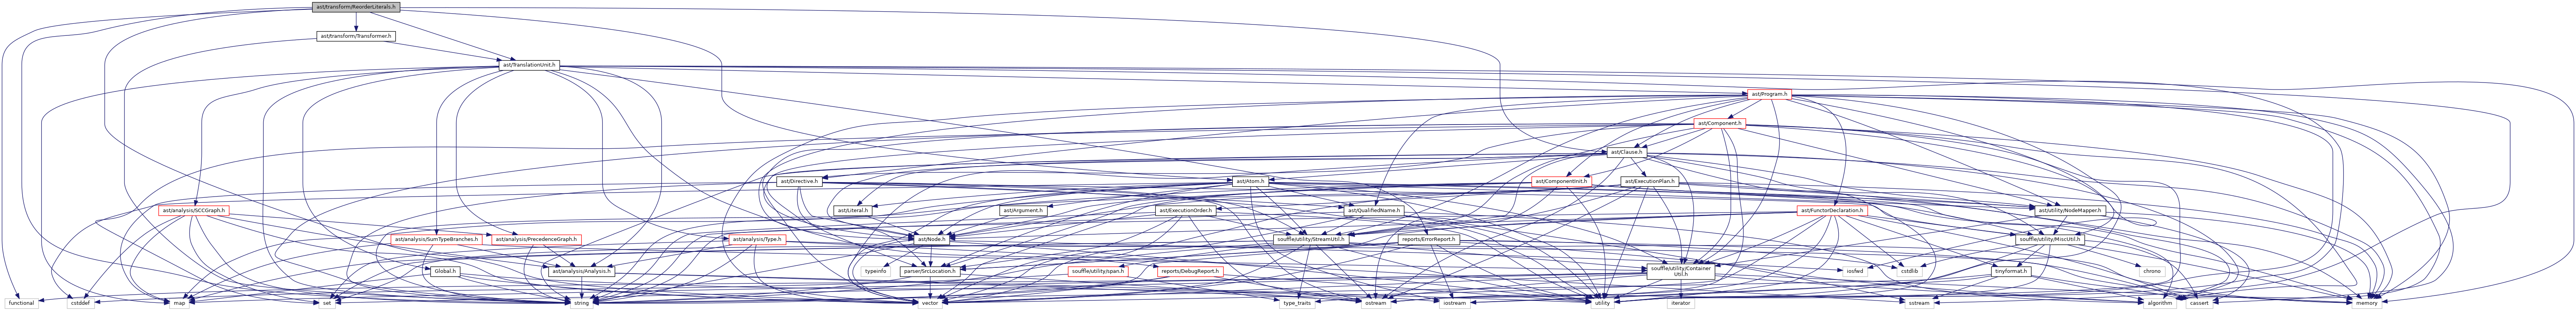 ast/transform/ReorderLiterals.h
ast/transform/Transformer.h
ast/TranslationUnit.h
ast/Program.h
ast/Component.h
ast/Clause.h
ast/Directive.h
ast/Atom.h
ast/ComponentInit.h
ast/ExecutionPlan.h
ast/analysis/SCCGraph.h
ast/Literal.h
ast/Argument.h
ast/ExecutionOrder.h
ast/QualifiedName.h
ast/FunctorDeclaration.h
ast/utility/NodeMapper.h
ast/analysis/SumTypeBranches.h
ast/analysis/PrecedenceGraph.h
ast/analysis/Type.h
ast/Node.h
souffle/utility/StreamUtil.h
reports/ErrorReport.h
souffle/utility/MiscUtil.h
Global.h
ast/analysis/Analysis.h
typeinfo
parser/SrcLocation.h
souffle/utility/span.h
reports/DebugReport.h
souffle/utility/Container
Util.h
iosfwd
cstdlib
tinyformat.h
chrono
functional
cstddef
map
set
string
vector
type_traits
ostream
iostream
utility
iterator
sstream
algorithm
cassert
memory